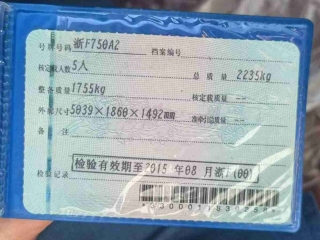 号牌号码 浙F750A2 档案编号
核定载人数 5人 总质量 2235kg
整备质量 1755kg 核定载质量 --
外廓尺寸 5039×1860×1492mm 准牵引总质量 --
备注
检验记录 检验有效期至2015年08月浙F(00)